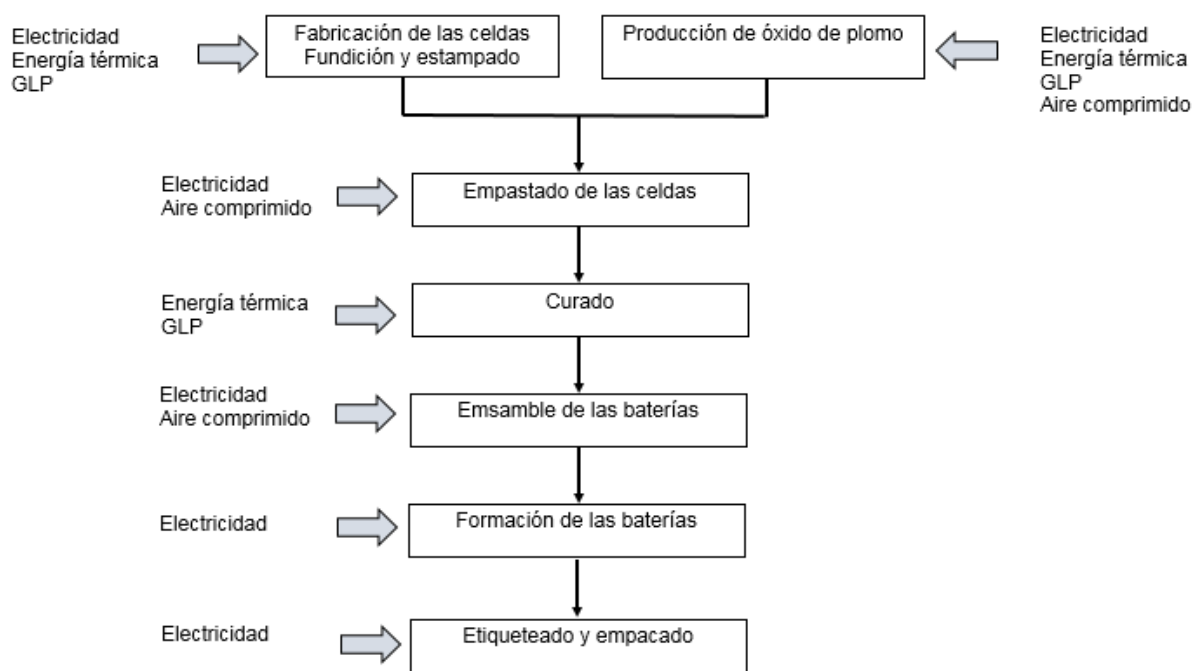 Electricidad
Energía térmica
GLP
Fabricación de las celdas
Fundición y estampado
Producción de óxido de plomo
Electricidad
Energía térmica
GLP
Aire comprimido
Electricidad
Aire comprimido
Empastado de las celdas
Energía térmica
GLP
Curado
Electricidad
Aire comprimido
Emsamble de las baterías
Electricidad
Formación de las baterías
Electricidad
Etiqueteado y empacado